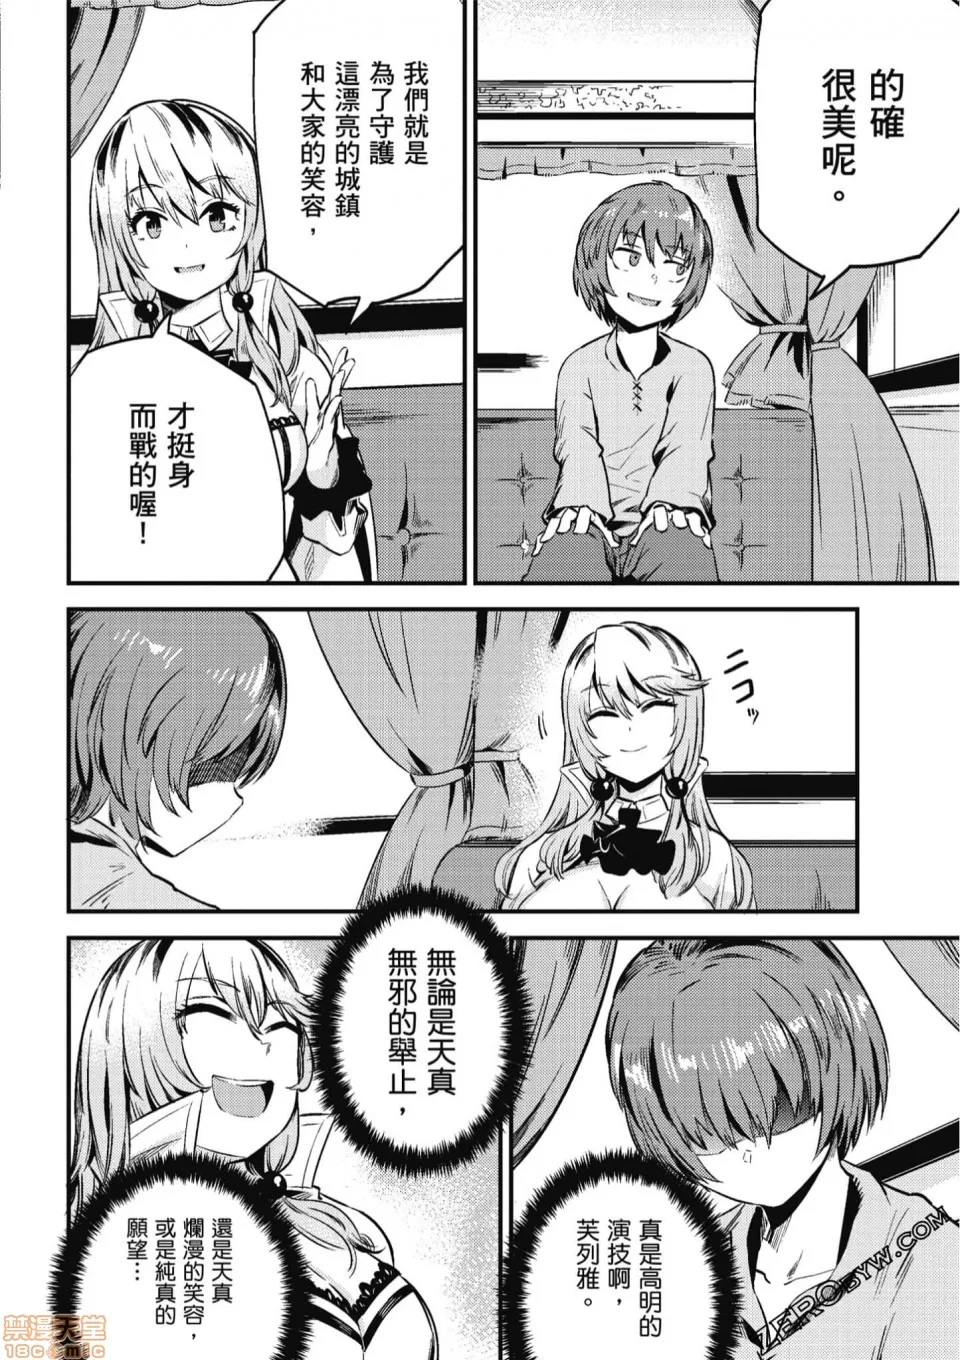 的確
很美呢。
我們就是
為了守護
這漂亮的城鎮
和大家的笑容，
才挺身
而戰的喔！
ニコッ
真是高明的
演技啊，
芙列雅。
無論是天真
無邪的舉止，
還是天真
爛漫的笑容，
或是純真的
願望…
ZEROBYW.COM
禁漫天堂
18comic